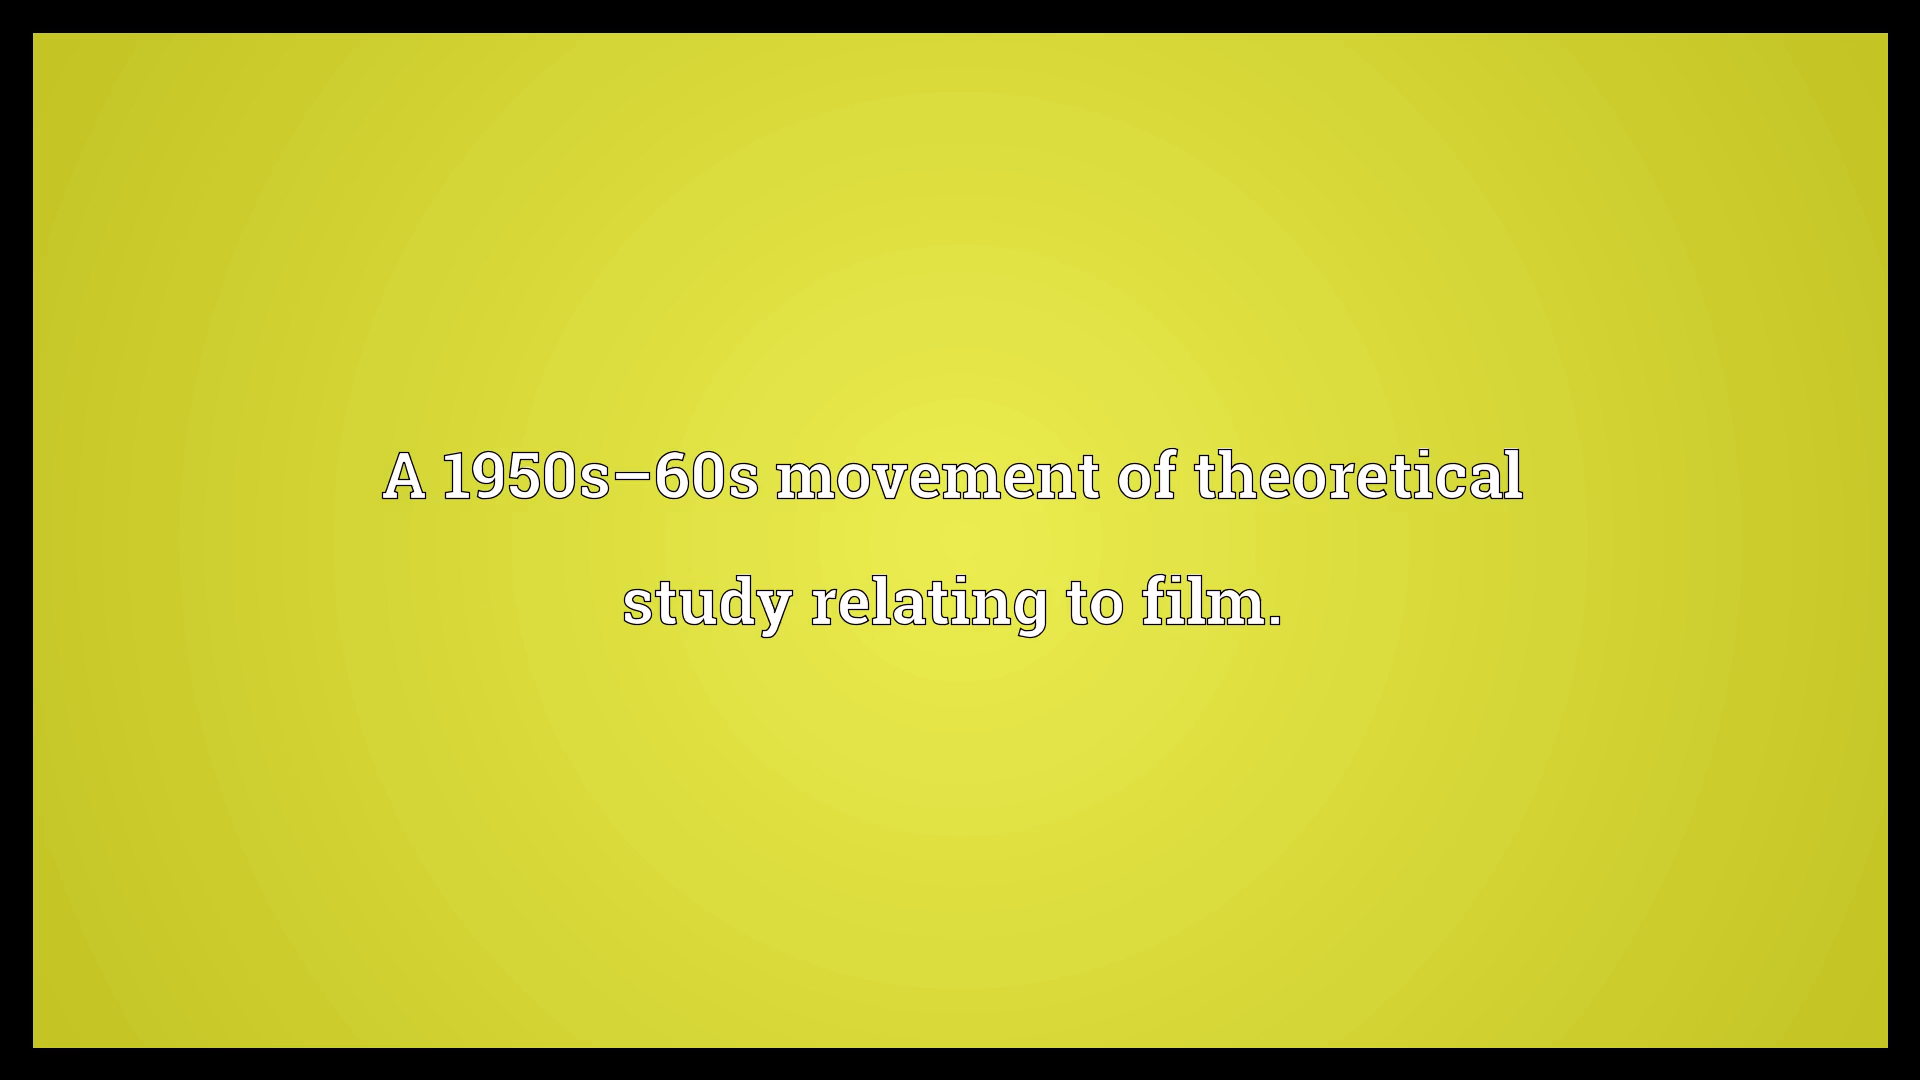 A 1950s–60s movement of theoretical
study relating to film.